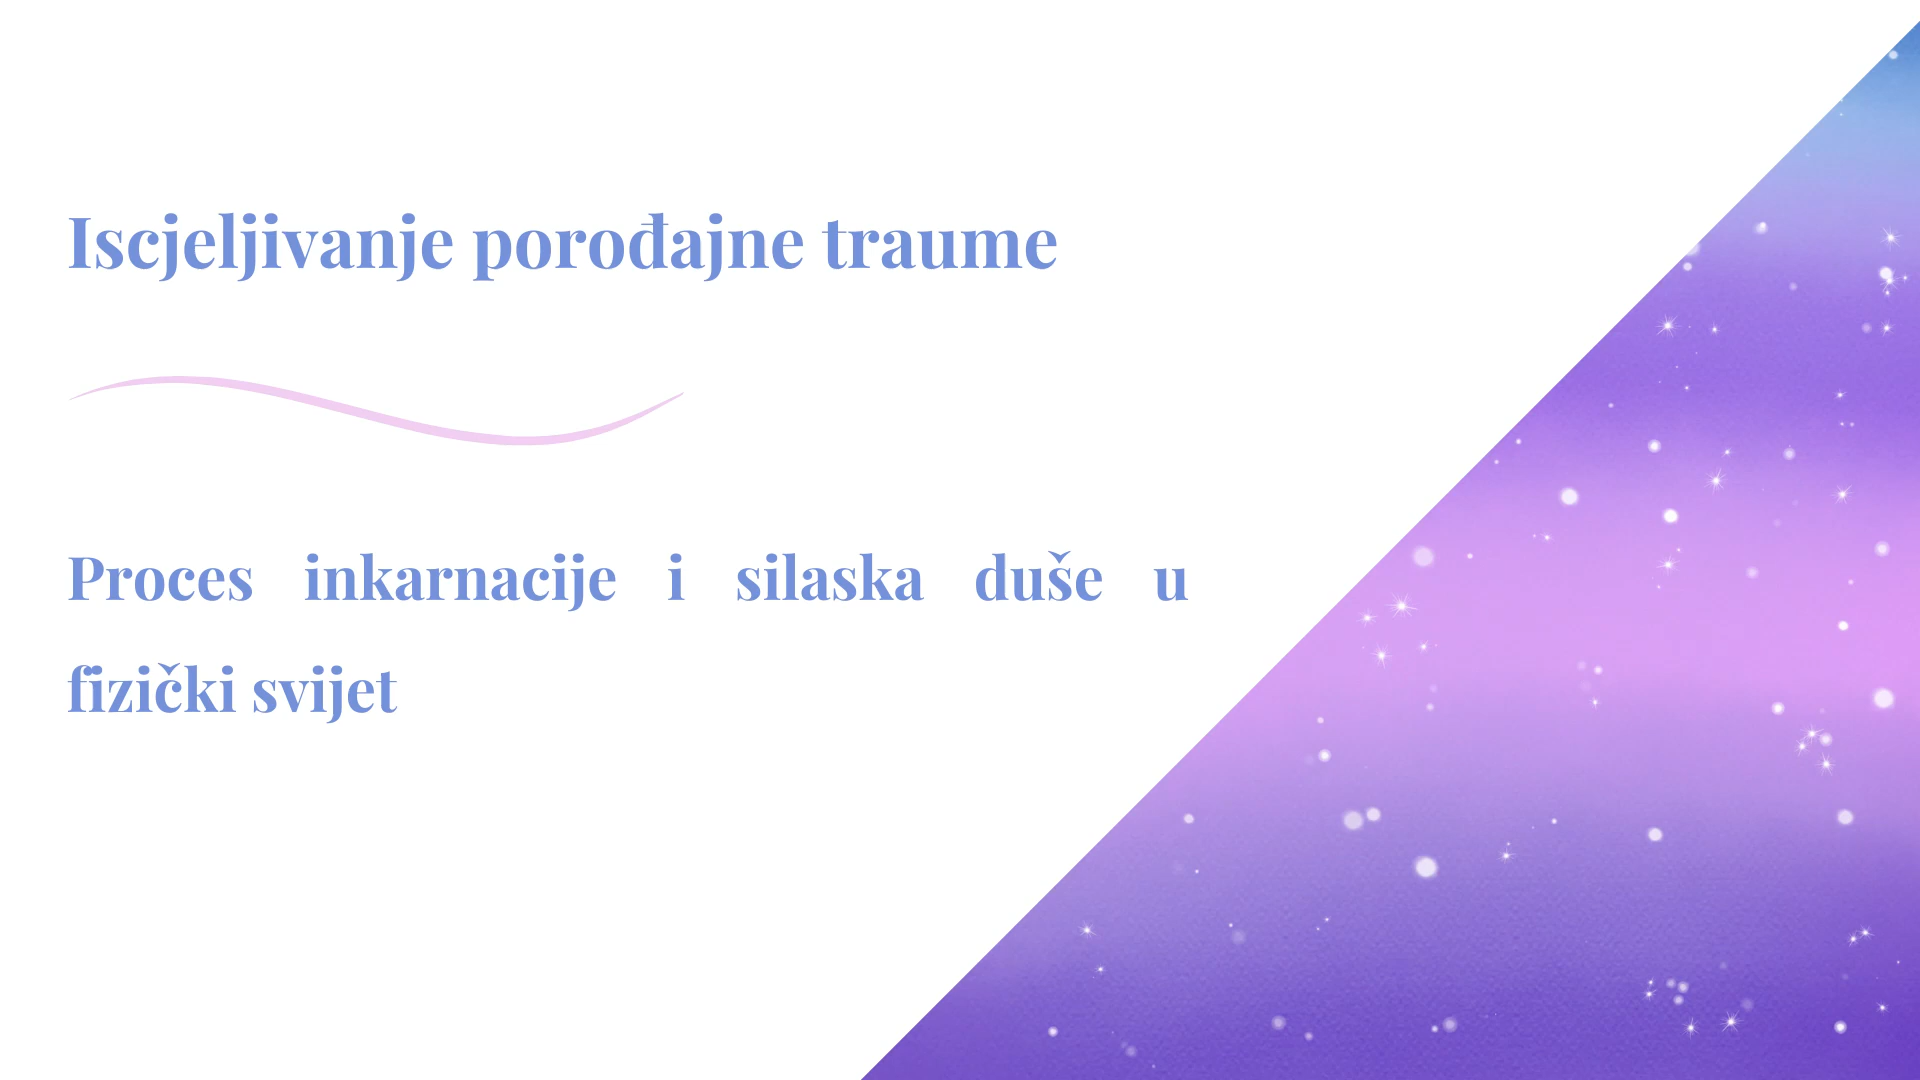 Iscjeljivanje porođajne traume
Proces inkarnacije i silaska duše u
fizički svijet